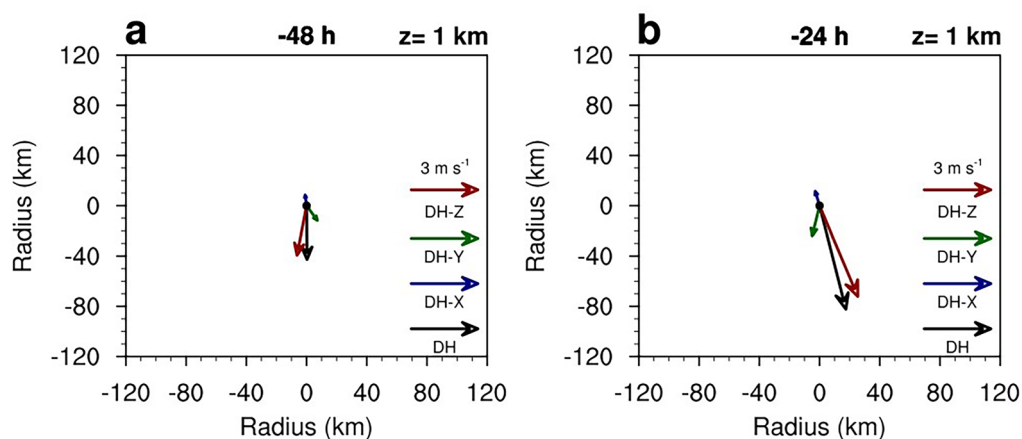 a -48 h z= 1 km
120
80
40
0
-40
-80
-120
Radius (km)
3 m s⁻¹
DH-Z
DH-Y
DH-X
DH
-120 -80 -40 0 40 80 120
Radius (km)
b -24 h z= 1 km
120
80
40
0
-40
-80
-120
Radius (km)
3 m s⁻¹
DH-Z
DH-Y
DH-X
DH
-120 -80 -40 0 40 80 120
Radius (km)